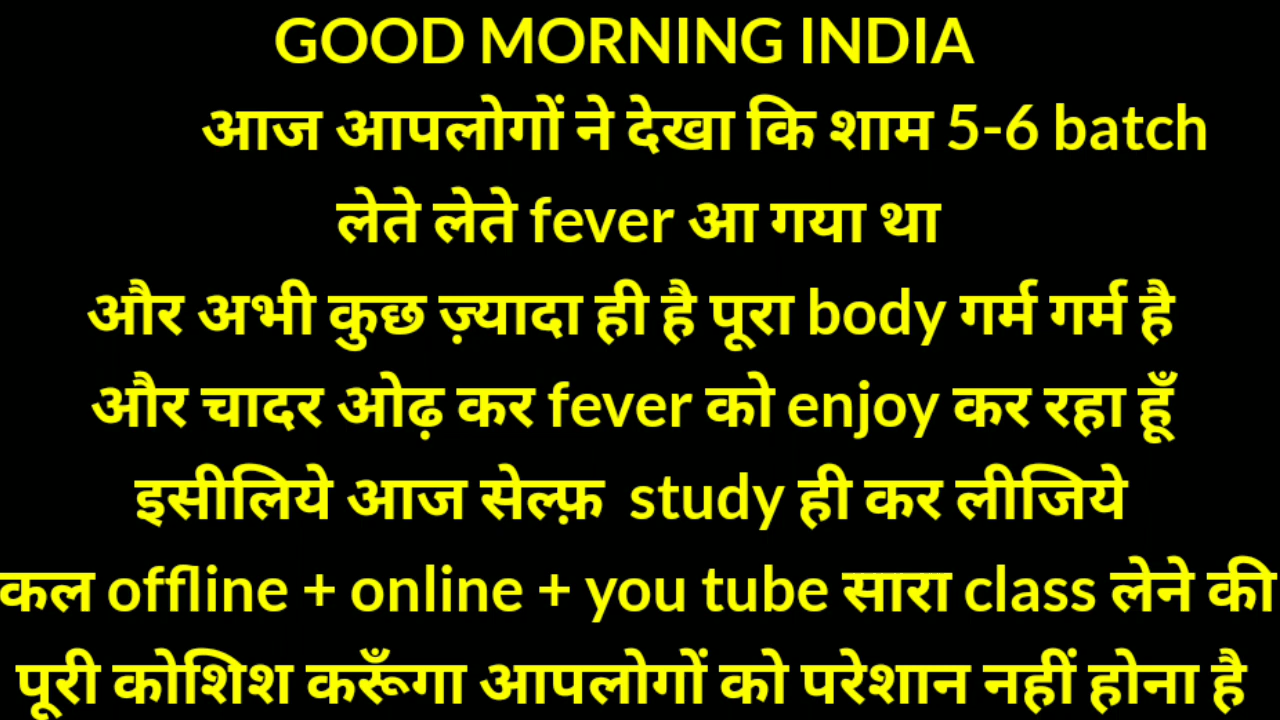 GOOD MORNING INDIA
आज आपलोगों ने देखा कि शाम 5-6 batch
लेते लेते fever आ गया था
और अभी कुछ ज़्यादा ही है पूरा body गर्म गर्म है
और चादर ओढ़ कर fever को enjoy कर रहा हूँ
इसीलिये आज सेल्फ़ study ही कर लीजिये
कल offline + online + you tube सारा class लेने की
पूरी कोशिश करूँगा आपलोगों को परेशान नहीं होना है